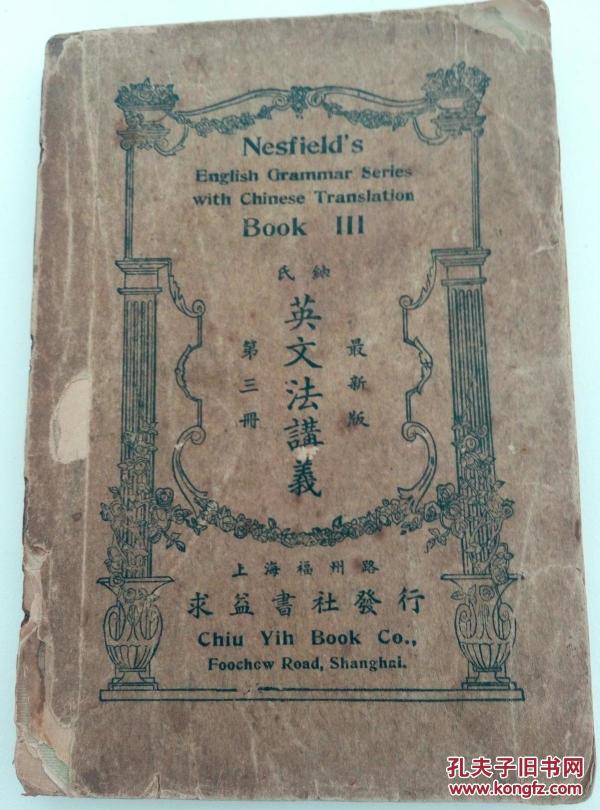 Nesfield's
English Grammar Series
with Chinese Translation
Book III
納氏
英文法講義
最新版
第三冊
上海福州路
求益書社發行
Chiu Yih Book Co.,
Foochow Road, Shanghai.
孔夫子旧书网
www.kongfz.com